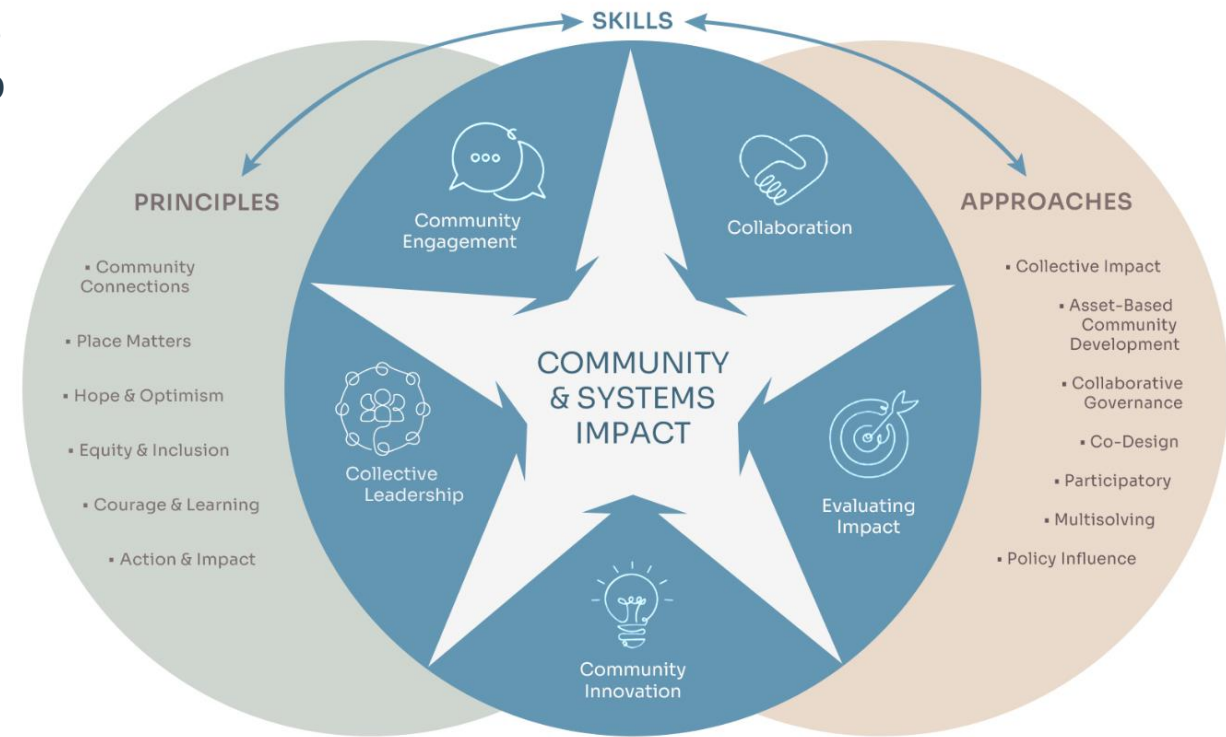 SKILLS
PRINCIPLES
▪ Community
Connections
▪ Place Matters
▪ Hope & Optimism
▪ Equity & Inclusion
▪ Courage & Learning
▪ Action & Impact
Community
Engagement
Collaboration
Collective
Leadership
COMMUNITY
& SYSTEMS
IMPACT
Evaluating
Impact
Community
Innovation
APPROACHES
▪ Collective Impact
▪ Asset-Based
Community
Development
▪ Collaborative
Governance
▪ Co-Design
▪ Participatory
▪ Multisolving
▪ Policy Influence